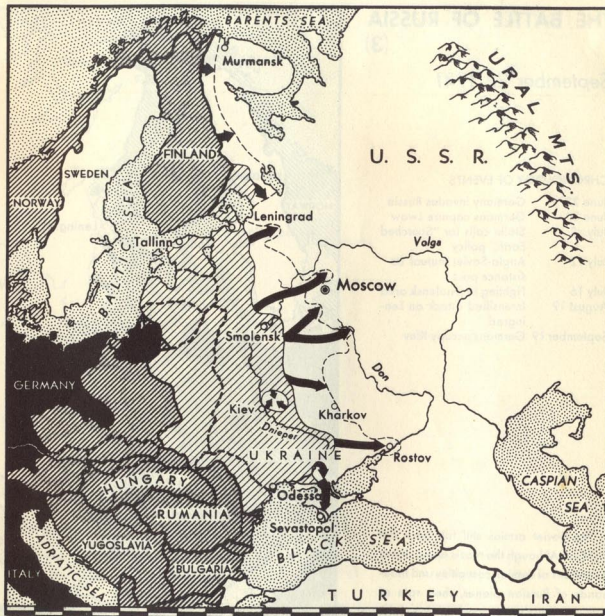 BARENTS SEA
Murmansk
URAL MTS.
U. S. S. R.
FINLAND
SWEDEN
NORWAY
BALTIC SEA
Leningrad
Tallinn
Volga
Moscow
Smolensk
GERMANY
Don
Kiev
Kharkov
Dnieper
UKRAINE
Rostov
HUNGARY
Odessa
CASPIAN
SEA
RUMANIA
Sevastopol
YUGOSLAVIA
ADRIATIC SEA
BLACK SEA
BULGARIA
ITALY
TURKEY
IRAN